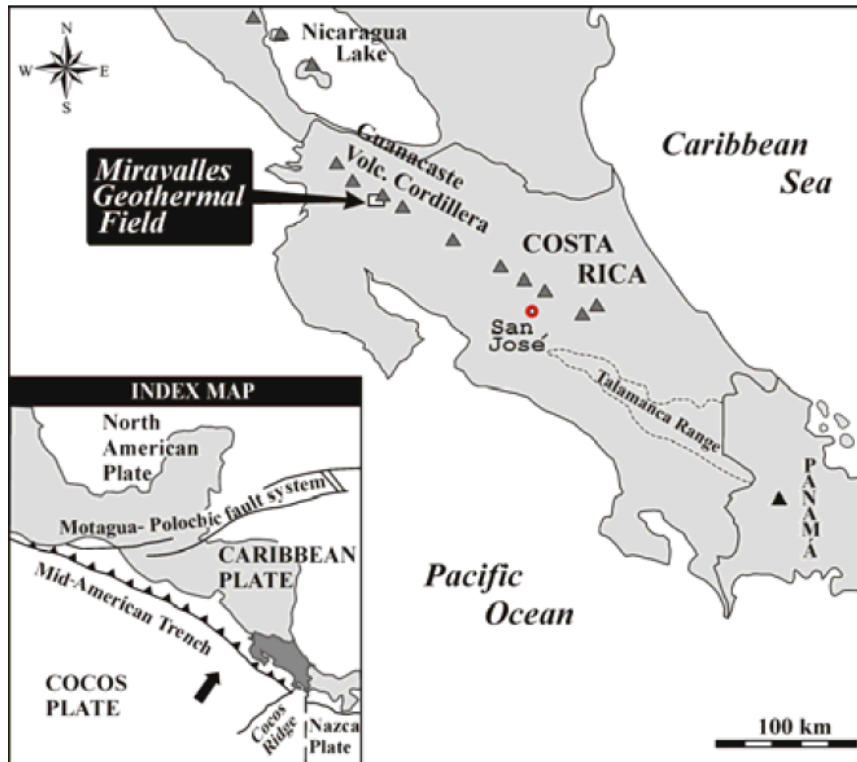 N
W
E
S
Nicaragua
Lake
Caribbean
Sea
Guanacaste
Volc. Cordillera
Miravalles
Geothermal
Field
COSTA
RICA
San
José
Talamanca Range
PANAMÁ
Pacific
Ocean
100 km
INDEX MAP
North
American
Plate
Motagua- Polochic fault system
CARIBBEAN
PLATE
Mid-American Trench
COCOS
PLATE
Cocos
Ridge
Nazca
Plate